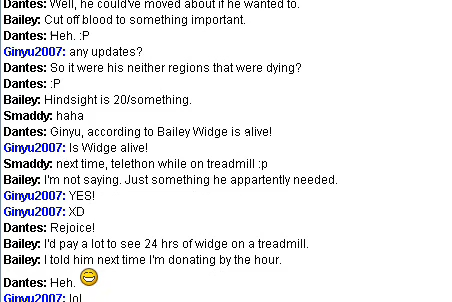 Dantes: Well, he could've moved about if he wanted to.
Bailey: Cut off blood to something important.
Dantes: Heh. :P
Ginyu2007: any updates?
Dantes: So it were his neither regions that were dying?
Dantes: :P
Bailey: Hindsight is 20/something.
Smaddy: haha
Dantes: Ginyu, according to Bailey Widge is alive!
Ginyu2007: Is Widge alive!
Smaddy: next time, telethon while on treadmill :p
Bailey: I'm not saying. Just something he appartently needed.
Ginyu2007: YES!
Ginyu2007: XD
Dantes: Rejoice!
Bailey: I'd pay a lot to see 24 hrs of widge on a treadmill.
Bailey: I told him next time I'm donating by the hour.
Dantes: Heh.
Ginyu2007: lol